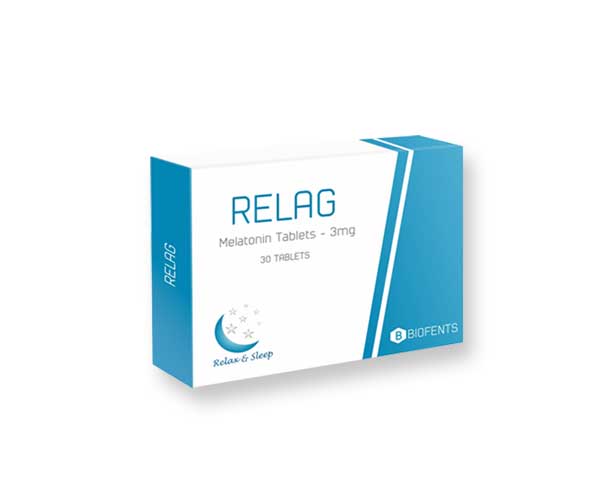 RELAG
RELAG
Melatonin Tablets - 3mg
30 TABLETS
Relax & Sleep
B BIOFENTS